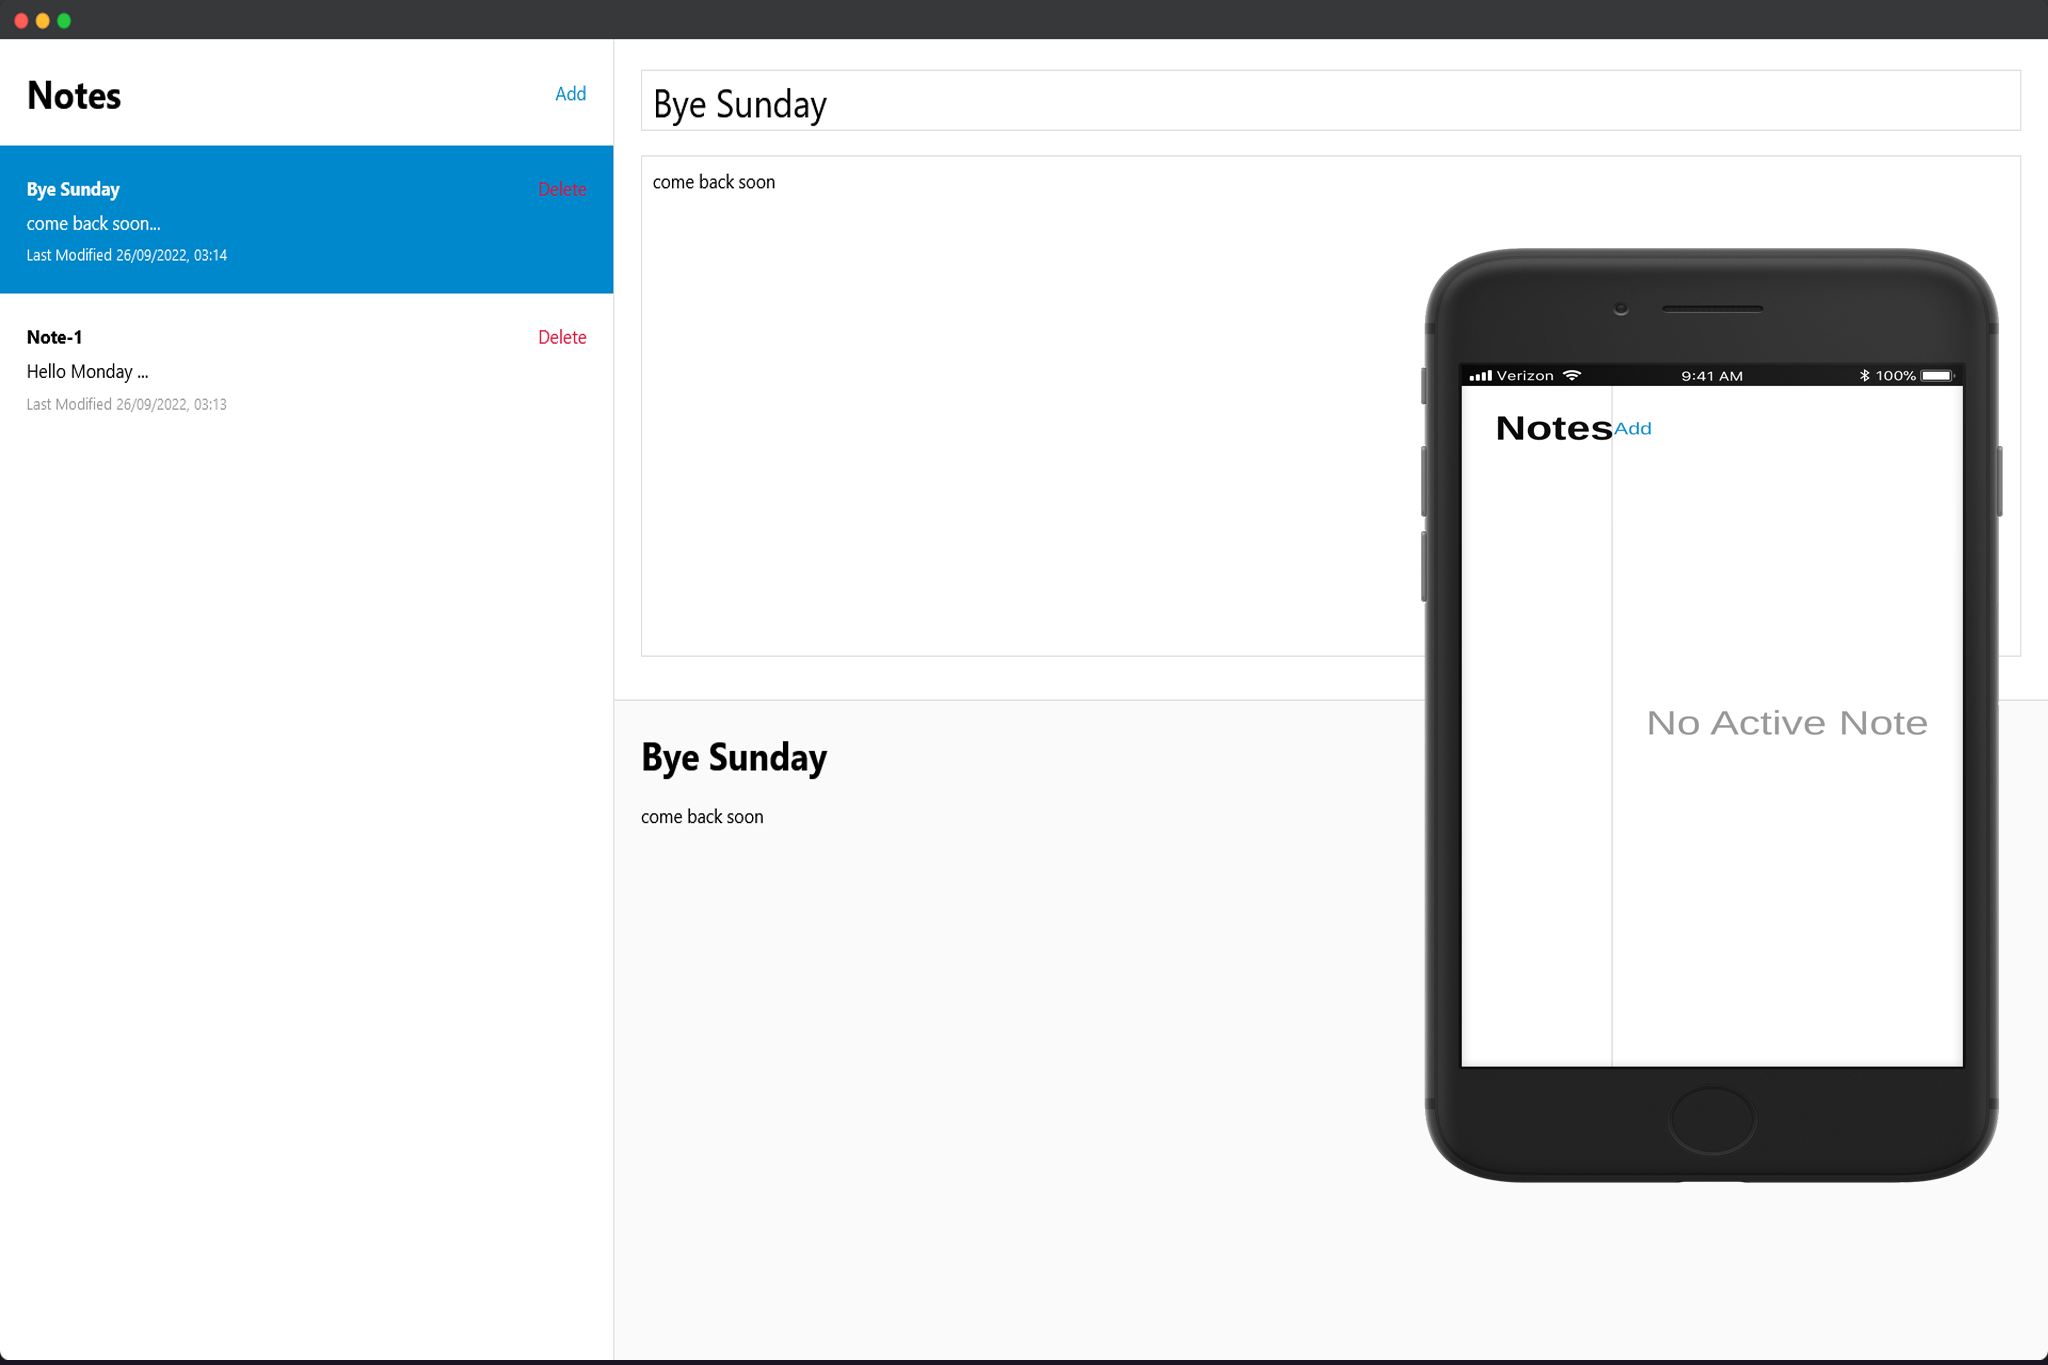 Notes
Add
Bye Sunday
Delete
come back soon...
Last Modified 26/09/2022, 03:14
Note-1
Delete
Hello Monday ...
Last Modified 26/09/2022, 03:13
Bye Sunday
come back soon
Bye Sunday
come back soon
Verizon
9:41 AM
100%
Notes
Add
No Active Note